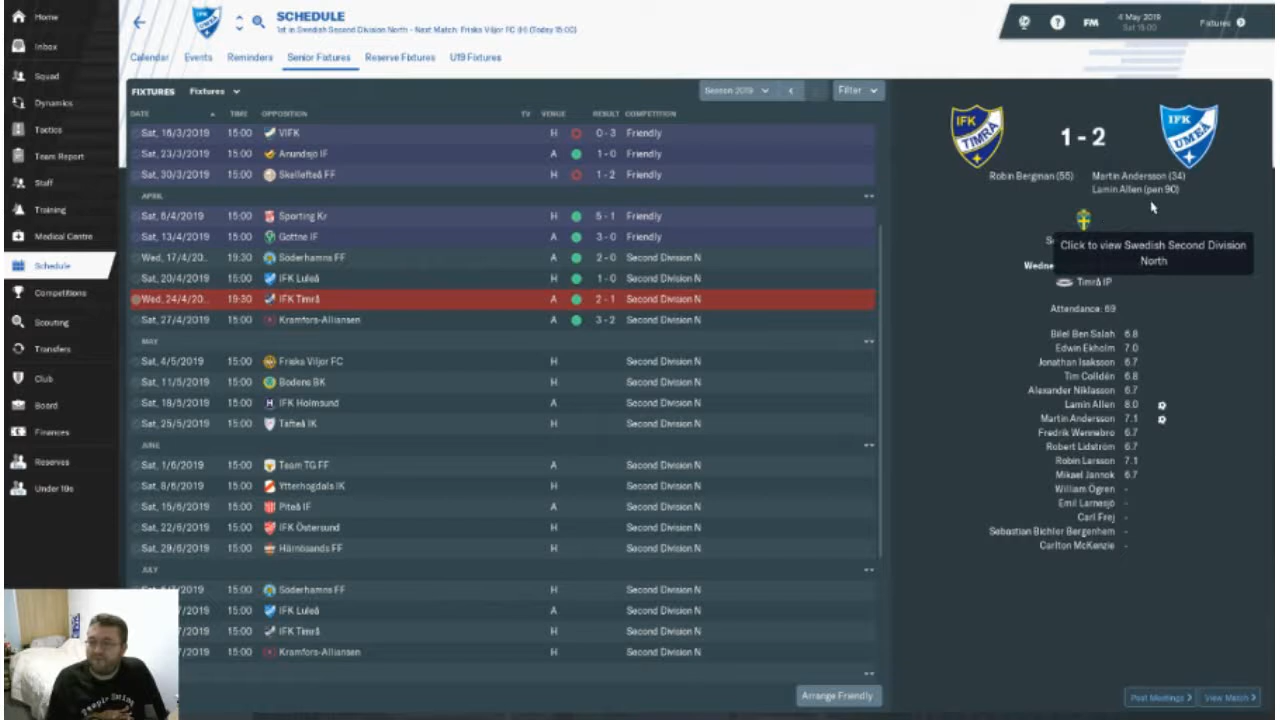 Home
Inbox
Squad
Dynamics
Tactics
Team Report
Staff
Training
Medical Centre
Schedule
Competitions
Scouting
Transfers
Club
Board
Finances
Reserves
Under 19s
IFK UMEA
SCHEDULE
1st in Swedish Second Division North - Next Match: Friska Viljor FC (H) (Today 15:00)
? FM 4 May 2019 Sat 15:00 Fixtures
Calendar Events Reminders Senior Fixtures Reserve Fixtures U19 Fixtures
FIXTURES Fixtures Season 2019 Filter
DATE TIME OPPOSITION TV VENUE RESULT COMPETITION
Sat, 16/3/2019 15:00 VIFK H 0 - 3 Friendly
Sat, 23/3/2019 15:00 Anundsjö IF A 1 - 0 Friendly
Sat, 30/3/2019 15:00 Skellefteå FF H 1 - 2 Friendly
APRIL
Sat, 6/4/2019 15:00 Sporting Kr H 5 - 1 Friendly
Sat, 13/4/2019 15:00 Gottne IF A 3 - 0 Friendly
Wed, 17/4/20... 19:30 Söderhamns FF A 2 - 0 Second Division N
Sat, 20/4/2019 15:00 IFK Luleå H 1 - 0 Second Division N
Wed, 24/4/20... 19:30 IFK Timrå A 2 - 1 Second Division N
Sat, 27/4/2019 15:00 Kramfors-Alliansen A 3 - 2 Second Division N
MAY
Sat, 4/5/2019 15:00 Friska Viljor FC H Second Division N
Sat, 11/5/2019 15:00 Bodens BK H Second Division N
Sat, 18/5/2019 15:00 IFK Holmsund A Second Division N
Sat, 25/5/2019 15:00 Täfteå IK H Second Division N
JUNE
Sat, 1/6/2019 15:00 Team TG FF A Second Division N
Sat, 8/6/2019 15:00 Ytterhogdals IK H Second Division N
Sat, 15/6/2019 15:00 Piteå IF A Second Division N
Sat, 22/6/2019 15:00 IFK Östersund H Second Division N
Sat, 29/6/2019 15:00 Härnösands FF H Second Division N
JULY
/2019 15:00 Söderhamns FF H Second Division N
/2019 15:00 IFK Luleå A Second Division N
/2019 15:00 IFK Timrå H Second Division N
/2019 15:00 Kramfors-Alliansen H Second Division N
Arrange Friendly
IFK TIMRA 1 - 2 IFK UMEA
Robin Bergman (55) Martin Andersson (34)
Lamin Allen (pen 90)
Click to view Swedish Second Division
North
Wedne
Timrå IP
Attendance: 69
Bilel Ben Salah 6.8
Edwin Ekholm 7.0
Jonathan Isaksson 6.7
Tim Colldén 6.8
Alexander Niklasson 6.7
Lamin Allen 8.0
Martin Andersson 7.1
Fredrik Wennebro 6.7
Robert Lidström 6.7
Robin Larsson 7.1
Mikael Jannok 6.7
William Ögren -
Emil Larnesjö -
Carl Frej -
Sebastian Bichler Bergenhem -
Carlton McKenzie -
Post Meetings View Match